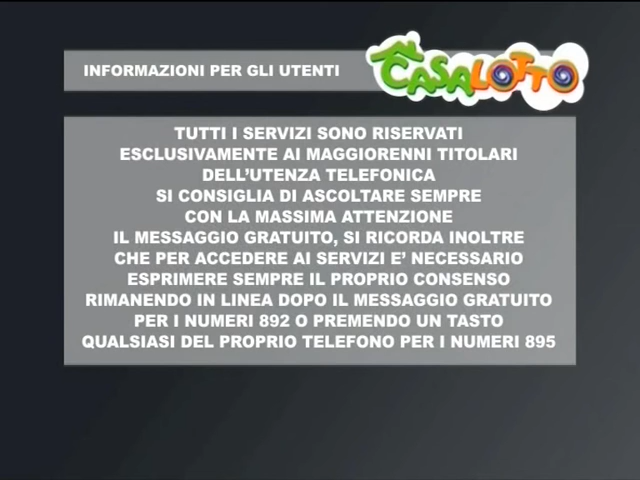 INFORMAZIONI PER GLI UTENTI
CASALOTTO
TUTTI I SERVIZI SONO RISERVATI
ESCLUSIVAMENTE AI MAGGIORENNI TITOLARI
DELL'UTENZA TELEFONICA
SI CONSIGLIA DI ASCOLTARE SEMPRE
CON LA MASSIMA ATTENZIONE
IL MESSAGGIO GRATUITO, SI RICORDA INOLTRE
CHE PER ACCEDERE AI SERVIZI E' NECESSARIO
ESPRIMERE SEMPRE IL PROPRIO CONSENSO
RIMANENDO IN LINEA DOPO IL MESSAGGIO GRATUITO
PER I NUMERI 892 O PREMENDO UN TASTO
QUALSIASI DEL PROPRIO TELEFONO PER I NUMERI 895